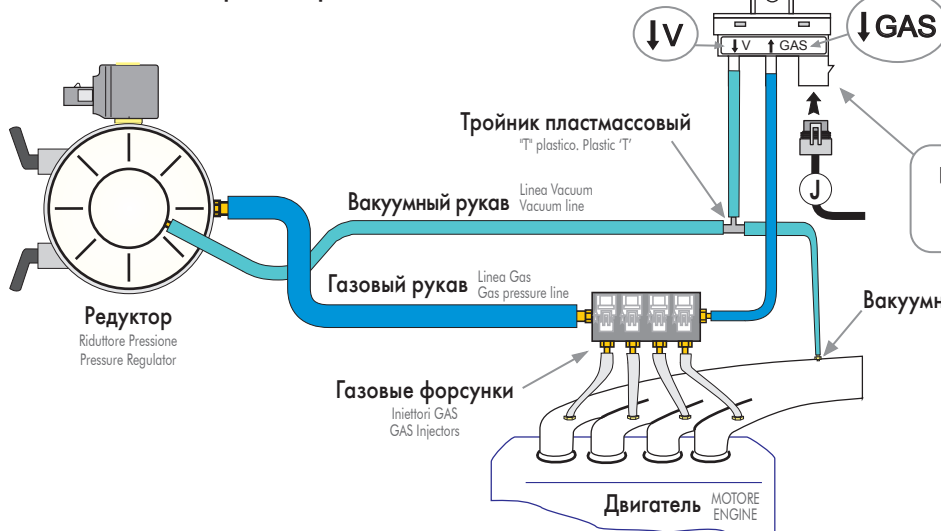 ↓V
↓V ↑ GAS
↓GAS
Тройник пластмассовый
"T" plastico. Plastic 'T'
J
Вакуумный рукав
Linea Vacuum
Vacuum line
Газовый рукав
Linea Gas
Gas pressure line
Редуктор
Riduttore Pressione
Pressure Regulator
Газовые форсунки
Iniettori GAS
GAS Injectors
Двигатель
MOTORE
ENGINE